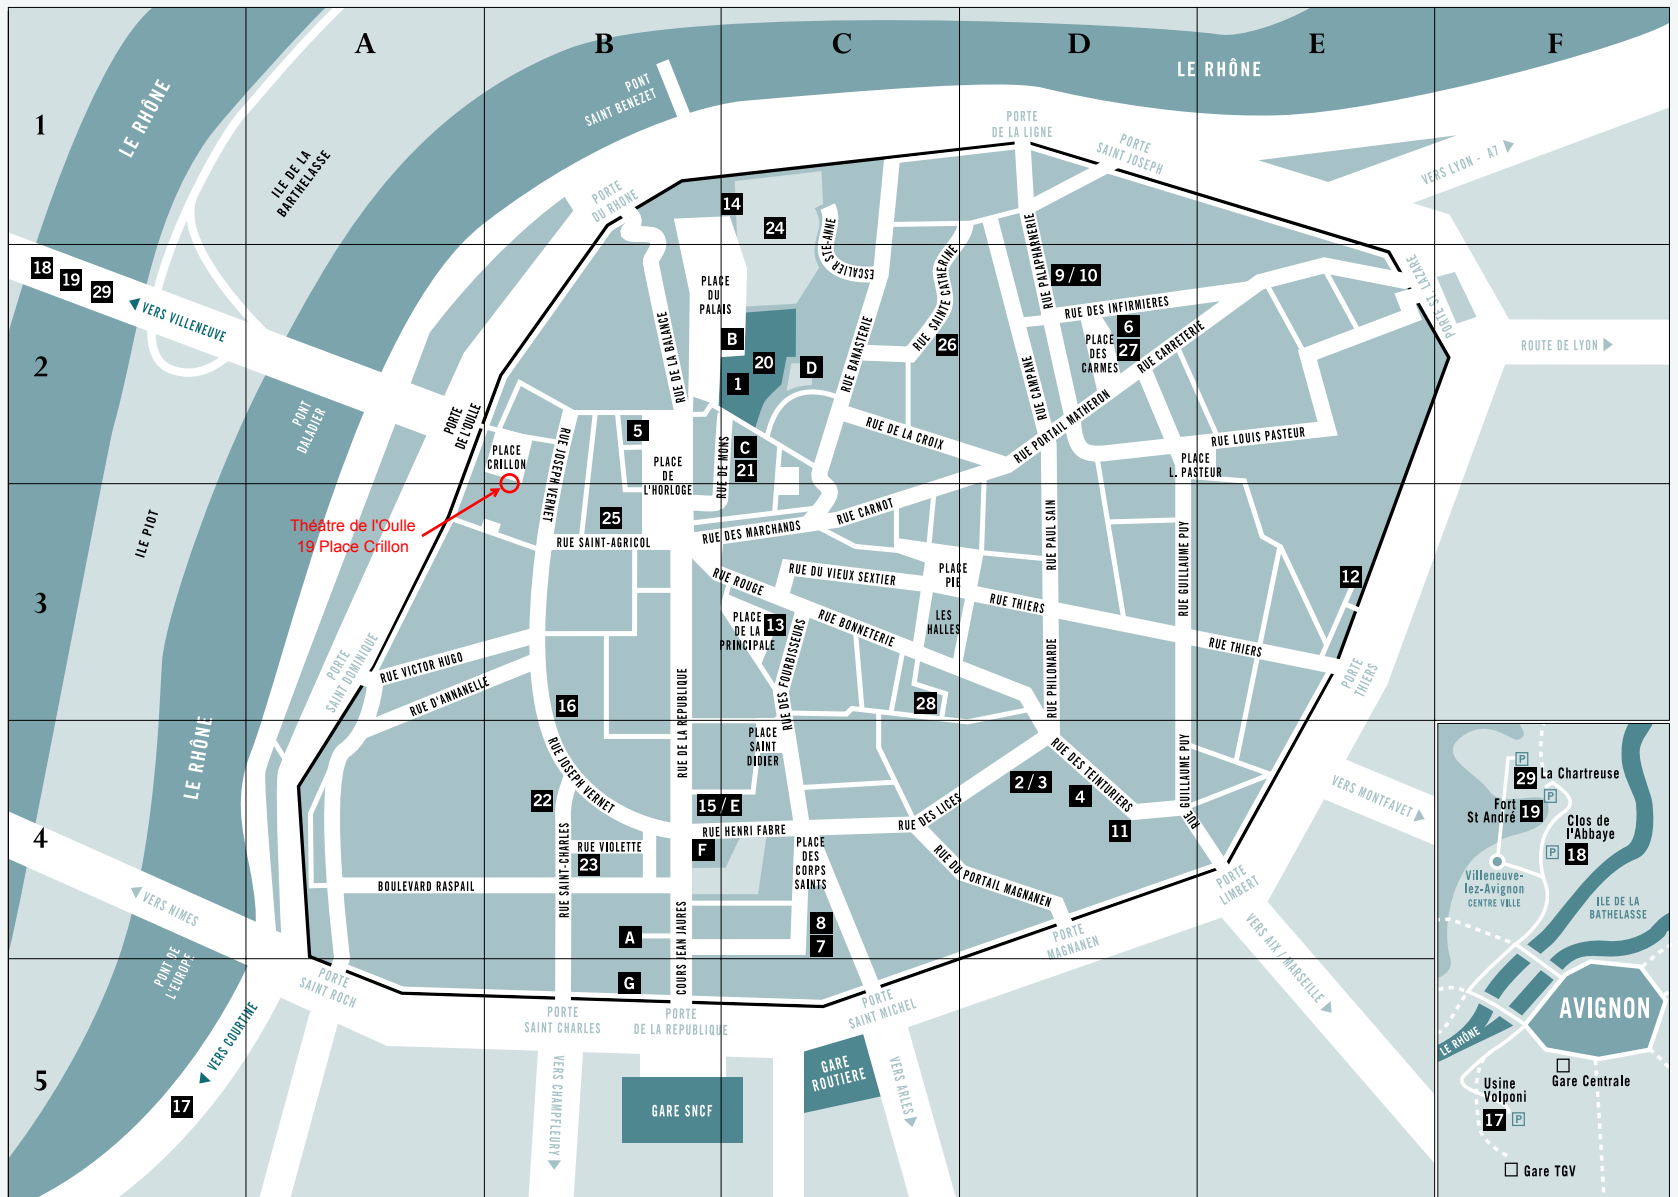 A
B
C
D
E
F
1
2
3
4
5
LE RHÔNE
ILE DE LA
BARTHELASSE
PONT
SAINT BENEZET
LE RHÔNE
PORTE
DE LA LIGNE
PORTE
SAINT JOSEPH
VERS LYON - A7
PORTE
DU RHONE
14
24
18
19
29
VERS VILLENEUVE
PLACE
DU
PALAIS
ESCALIER STE-ANNE
RUE SAINTE CATHERINE
RUE PALAPHARNERIE
9 / 10
RUE DES INFIRMIERES
PORTE ST LAZARE
RUE DE LA BALANCE
B
20
D
1
RUE BANASTERIE
26
6
27
PLACE
DES
CARMES
RUE CARRETERIE
ROUTE DE LYON
PONT
DALADIER
PORTE
DE L'OULLE
RUE CAMPANE
RUE PORTAIL MATHERON
PLACE
CRILLON
RUE JOSEPH VERNET
5
PLACE
DE
L'HORLOGE
RUE DE MONS
C
21
RUE DE LA CROIX
RUE LOUIS PASTEUR
PLACE
L. PASTEUR
Théâtre de l'Oulle
19 Place Crillon
ILE PIOT
25
RUE SAINT-AGRICOL
RUE DES MARCHANDS
RUE CARNOT
RUE PAUL SAIN
RUE GUILLAUME PUY
12
RUE ROUGE
RUE DU VIEUX SEXTIER
PLACE
PIE
RUE THIERS
PLACE
DE LA
PRINCIPALE
13
RUE BONNETERIE
LES
HALLES
RUE THIERS
PORTE
SAINT DOMINIQUE
RUE VICTOR HUGO
RUE D'ANNANELLE
RUE DES FOURBISSEURS
RUE PHILONARDE
PORTE
THIERS
16
28
RUE DE LA REPUBLIQUE
LE RHÔNE
RUE JOSEPH VERNET
PLACE
SAINT
DIDIER
RUE DES TEINTURIERS
2 / 3
4
11
RUE GUILLAUME PUY
VERS MONTFAVET
22
15 / E
RUE HENRI FABRE
RUE DES LICES
F
RUE VIOLETTE
23
PLACE
DES
CORPS
SAINTS
RUE DU PORTAIL MAGNANEN
PORTE
LIMBERT
BOULEVARD RASPAIL
RUE SAINT-CHARLES
VERS NIMES
PONT DE
L'EUROPE
A
8
7
COURS JEAN JAURES
PORTE
MAGNANEN
VERS AIX / MARSEILLE
PORTE
SAINT ROCH
G
PORTE
SAINT CHARLES
PORTE
DE LA REPUBLIQUE
PORTE
SAINT MICHEL
VERS COURTINE
17
VERS CHAMPFLEURY
GARE SNCF
GARE
ROUTIERE
VERS ARLES
P
29
La Chartreuse
Fort
St André
19
P
Clos de
l'Abbaye
P
18
Villeneuve-
lez-Avignon
CENTRE VILLE
ILE DE LA
BATHELASSE
AVIGNON
LE RHÔNE
Gare Centrale
Usine
Volponi
17
P
Gare TGV